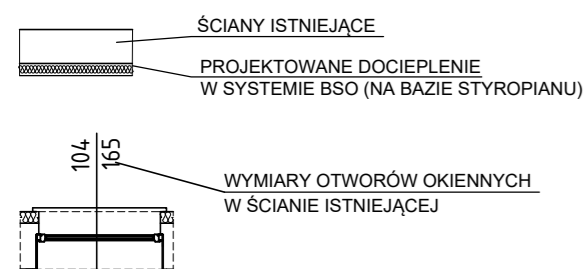 ŚCIANY ISTNIEJĄCE
PROJEKTOWANE DOCIEPLENIE
W SYSTEMIE BSO (NA BAZIE STYROPIANU)
104
165
WYMIARY OTWORÓW OKIENNYCH
W ŚCIANIE ISTNIEJĄCEJ